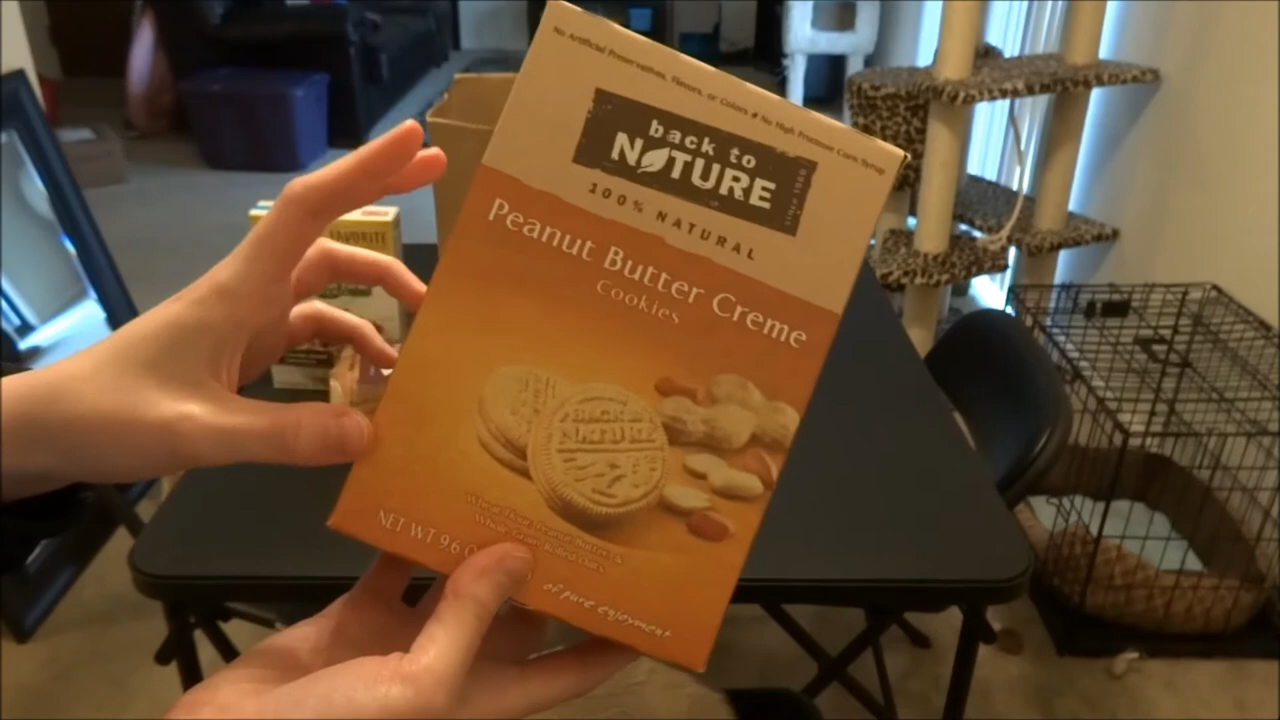 No Artificial Preservatives, Flavors, or Colors No High Fructose Corn Syrup
back to
NATURE
since 1960
100% NATURAL
Peanut Butter Creme
Cookies
BACK TO
NATURE
Wheat Flour, Peanut Butter &
Whole Grain Rolled Oats
NET WT 9.6 O
of pure enjoyment
FAVORITE